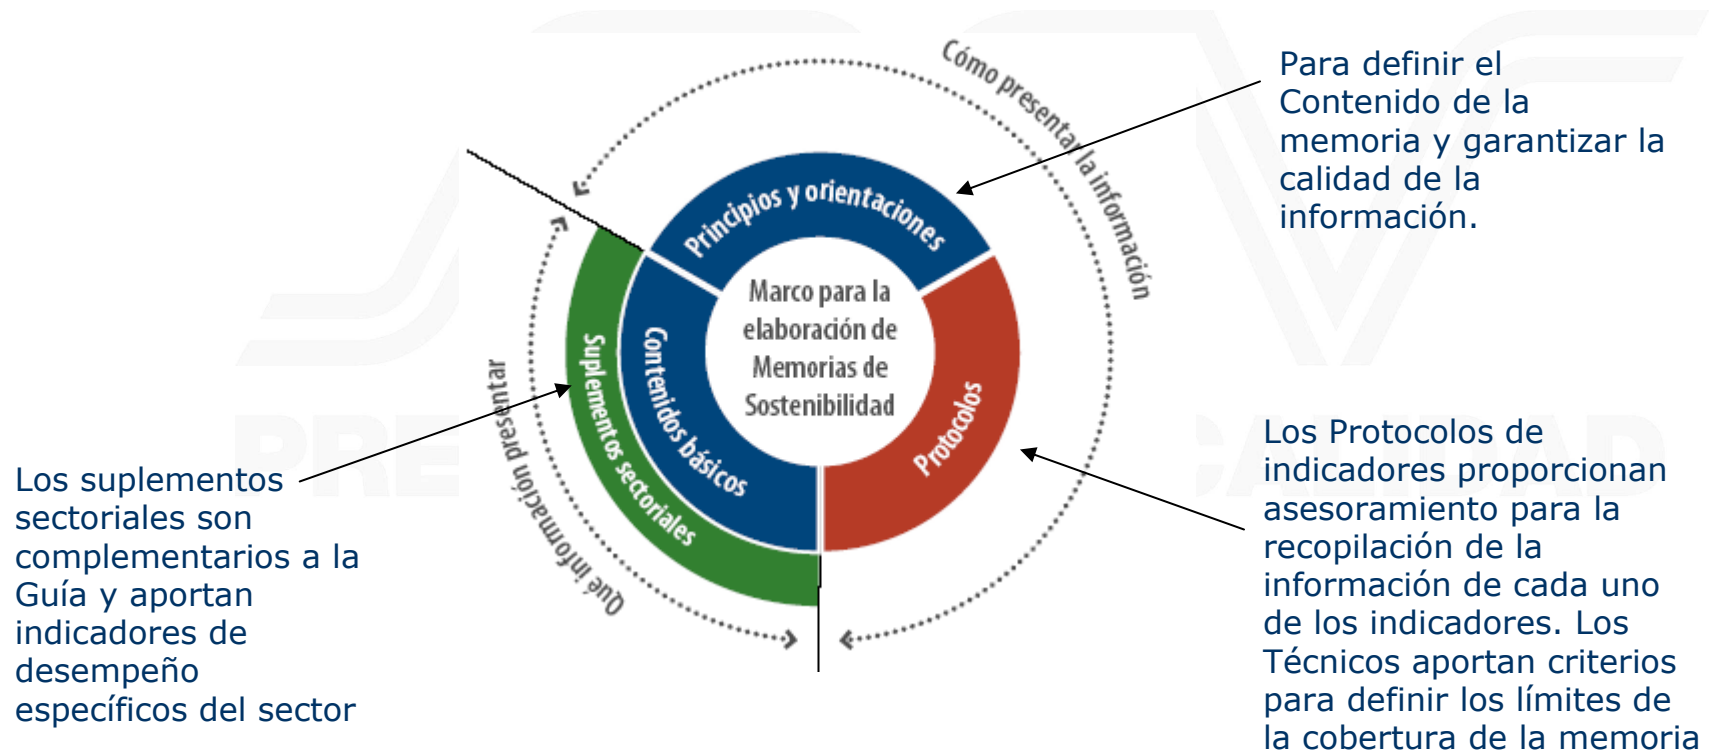 Cómo presentar la información
Para definir el
Contenido de la
memoria y garantizar la
calidad de la
información.
Principios y orientaciones
Marco para la
elaboración de
Memorias de
Sostenibilidad
Contenidos básicos
Suplementos sectoriales
Qué información presentar
Protocolos
Los suplementos
sectoriales son
complementarios a la
Guía y aportan
indicadores de
desempeño
específicos del sector
Los Protocolos de
indicadores proporcionan
asesoramiento para la
recopilación de la
información de cada uno
de los indicadores. Los
Técnicos aportan criterios
para definir los límites de
la cobertura de la memoria